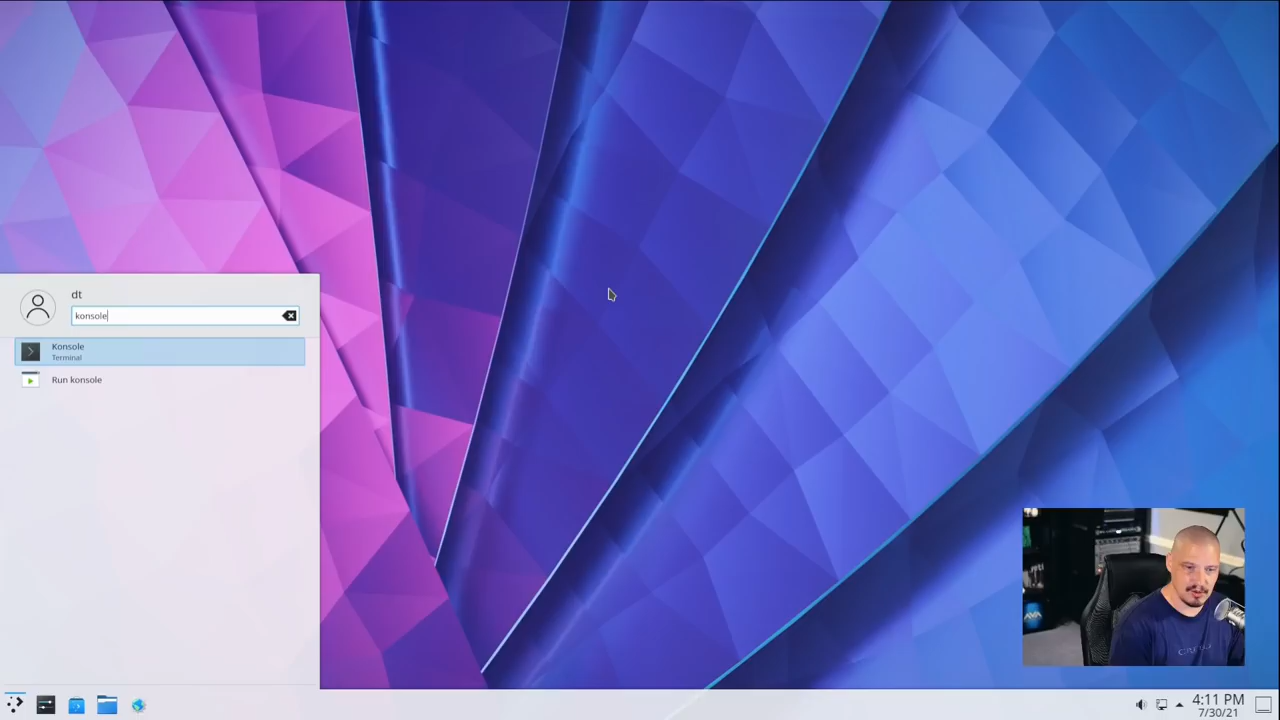 dt
konsole
Konsole
Terminal
Run konsole
4:11 PM
7/30/21